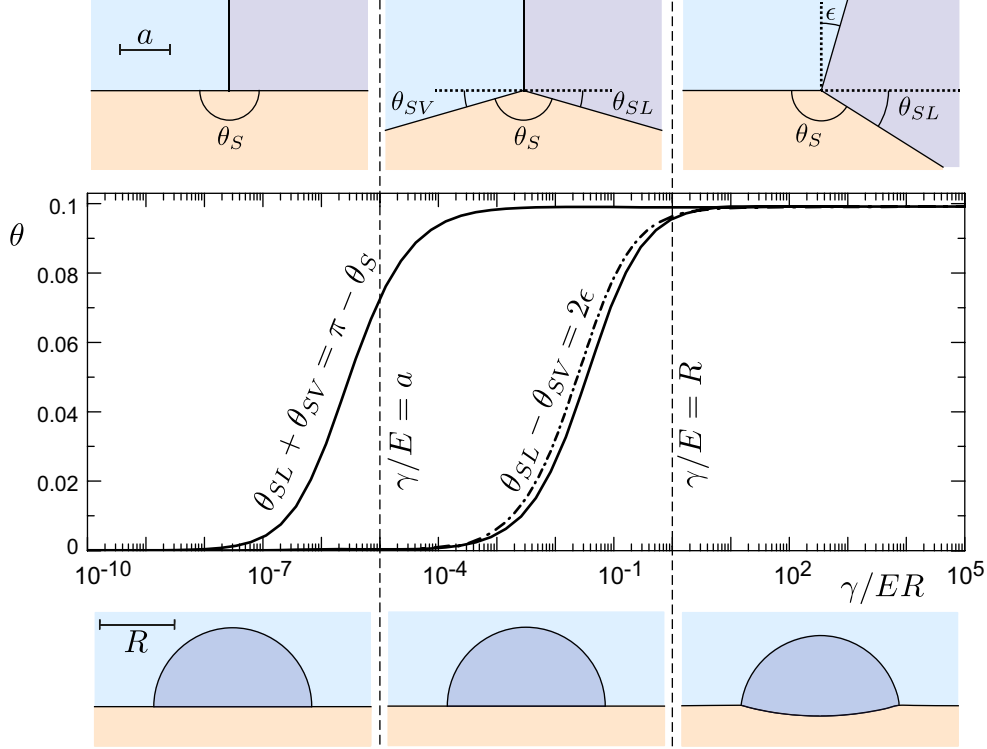 a
θ_S
θ_SV
θ_S
θ_SL
ϵ
θ_S
θ_SL
θ
0.1
0.08
0.06
0.04
0.02
0
θ_SL + θ_SV = π − θ_S
γ/E = a
θ_SL − θ_SV = 2ϵ
γ/E = R
10^-10
10^-7
10^-4
10^-1
10^2
10^5
γ/ER
R